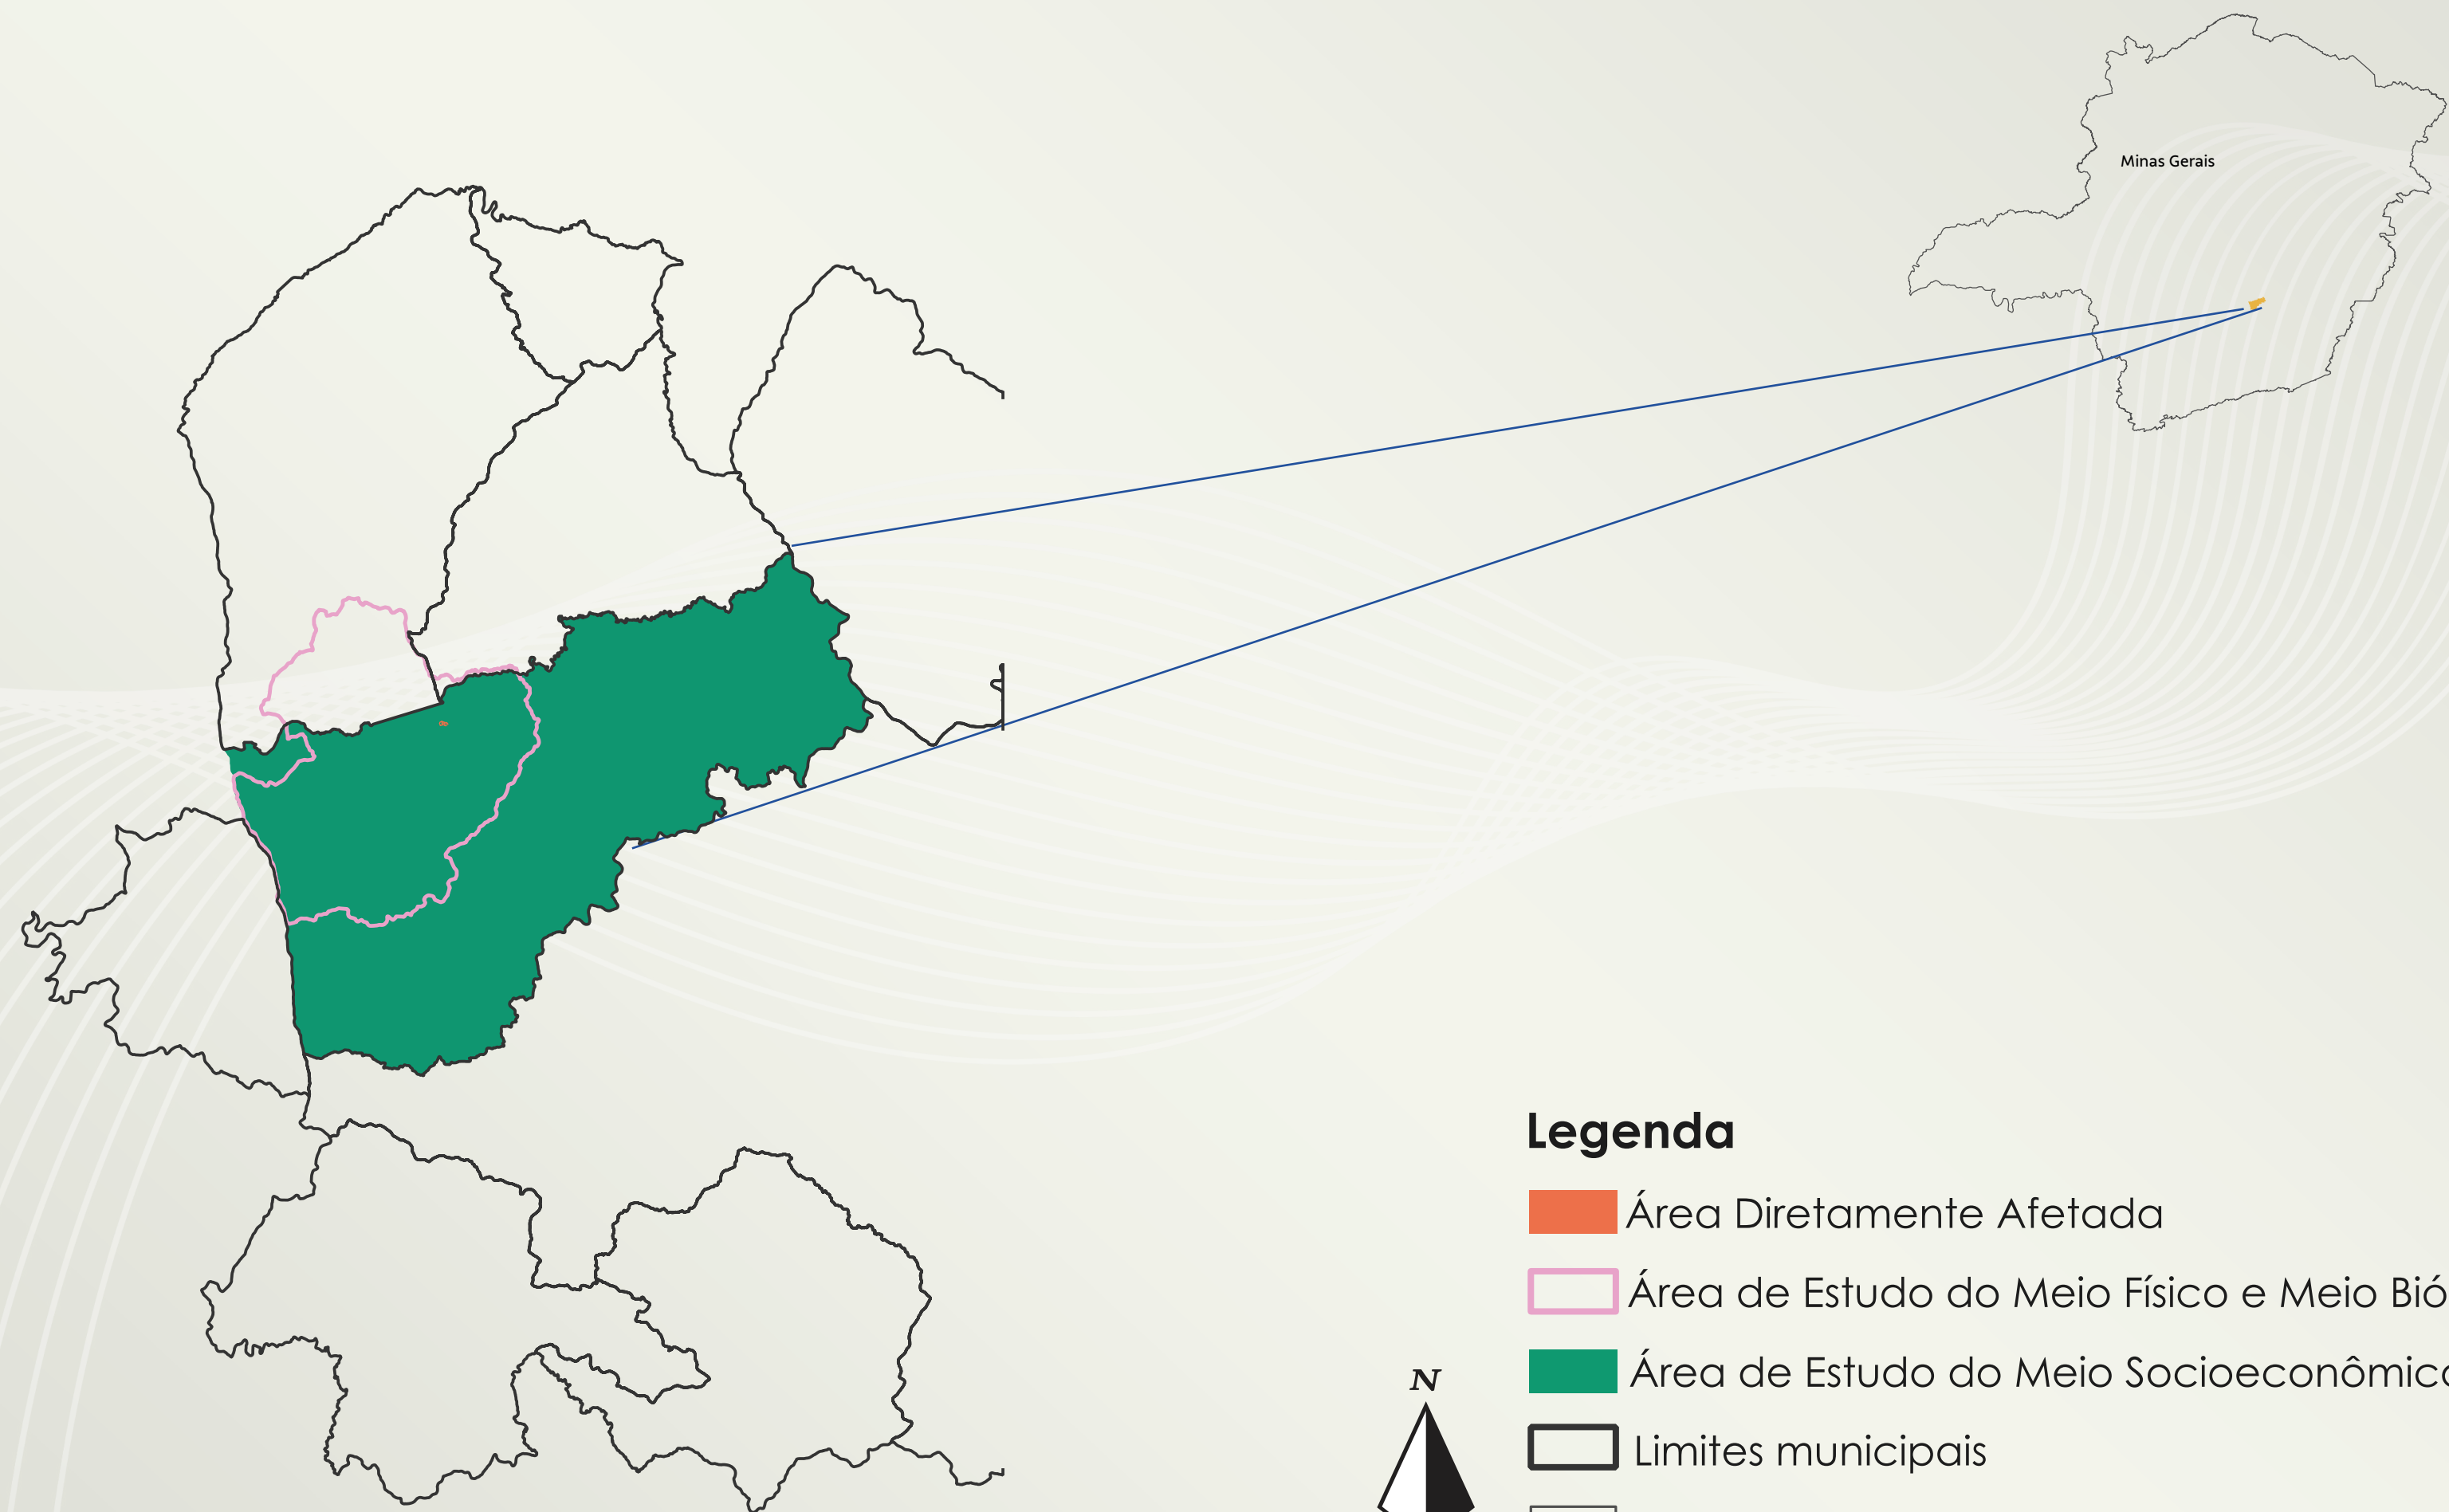 Minas Gerais
Legenda
Área Diretamente Afetada
Área de Estudo do Meio Físico e Meio Bió
Área de Estudo do Meio Socioeconômico
Limites municipais
N